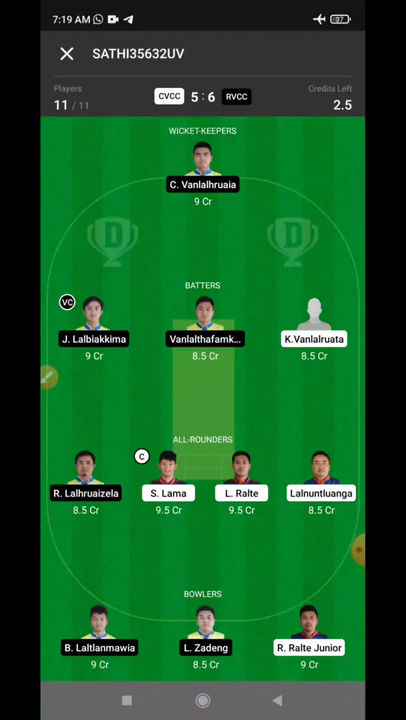 7:19 AM
87
SATHI35632UV
Players
Credits Left
11 / 11
CVCC 5 : 6 RVCC
2.5
WICKET-KEEPERS
C. Vanlalhruaia
9 Cr
D D
BATTERS
VC
J. Lalbiakkima Vanlalthafamk... K.Vanlalruata
9 Cr 8.5 Cr 8.5 Cr
ALL-ROUNDERS
C
R. Lalhruaizela S. Lama L. Ralte Lalnuntluanga
8.5 Cr 9.5 Cr 9.5 Cr 8.5 Cr
BOWLERS
B. Laltlanmawia L. Zadeng R. Ralte Junior
9 Cr 8.5 Cr 9 Cr